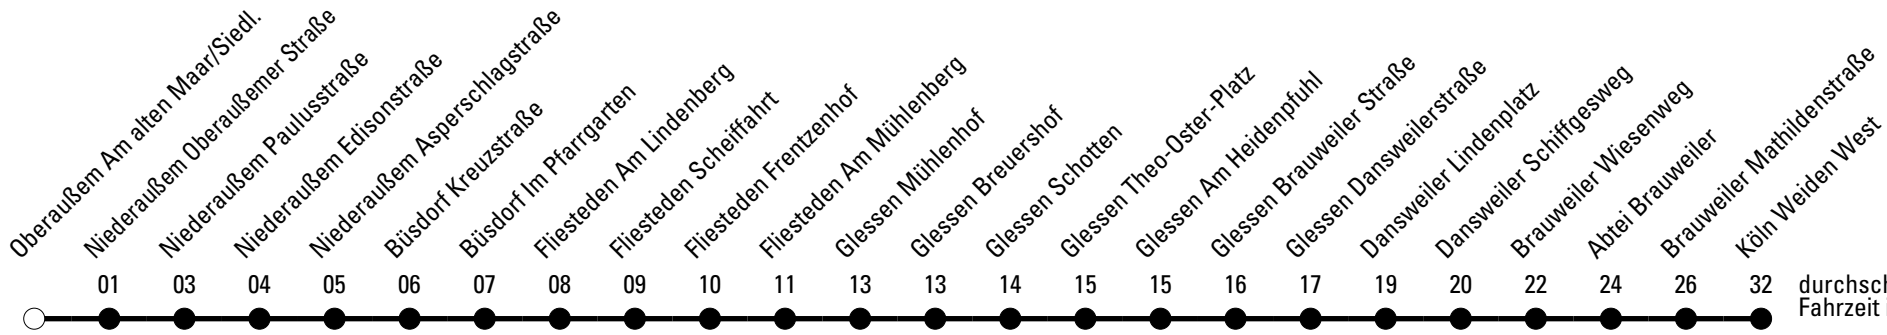 Oberaußem Am alten Maar/Siedl.
Niederaußem Oberaußemer Straße
Niederaußem Paulusstraße
Niederaußem Edisonstraße
Niederaußem Asperschlagstraße
Büsdorf Kreuzstraße
Büsdorf Im Pfarrgarten
Fliesteden Am Lindenberg
Fliesteden Scheiffahrt
Fliesteden Frentzenhof
Fliesteden Am Mühlenberg
Glessen Mühlenhof
Glessen Breuershof
Glessen Schotten
Glessen Theo-Oster-Platz
Glessen Am Heidenpfuhl
Glessen Brauweiler Straße
Glessen Dansweilerstraße
Dansweiler Lindenplatz
Dansweiler Schiffgesweg
Brauweiler Wiesenweg
Abtei Brauweiler
Brauweiler Mathildenstraße
Köln Weiden West
01 03 04 05 06 07 08 09 10 11 13 13 14 15 15 16 17 19 20 22 24 26 32 durchsch
Fahrzeit i